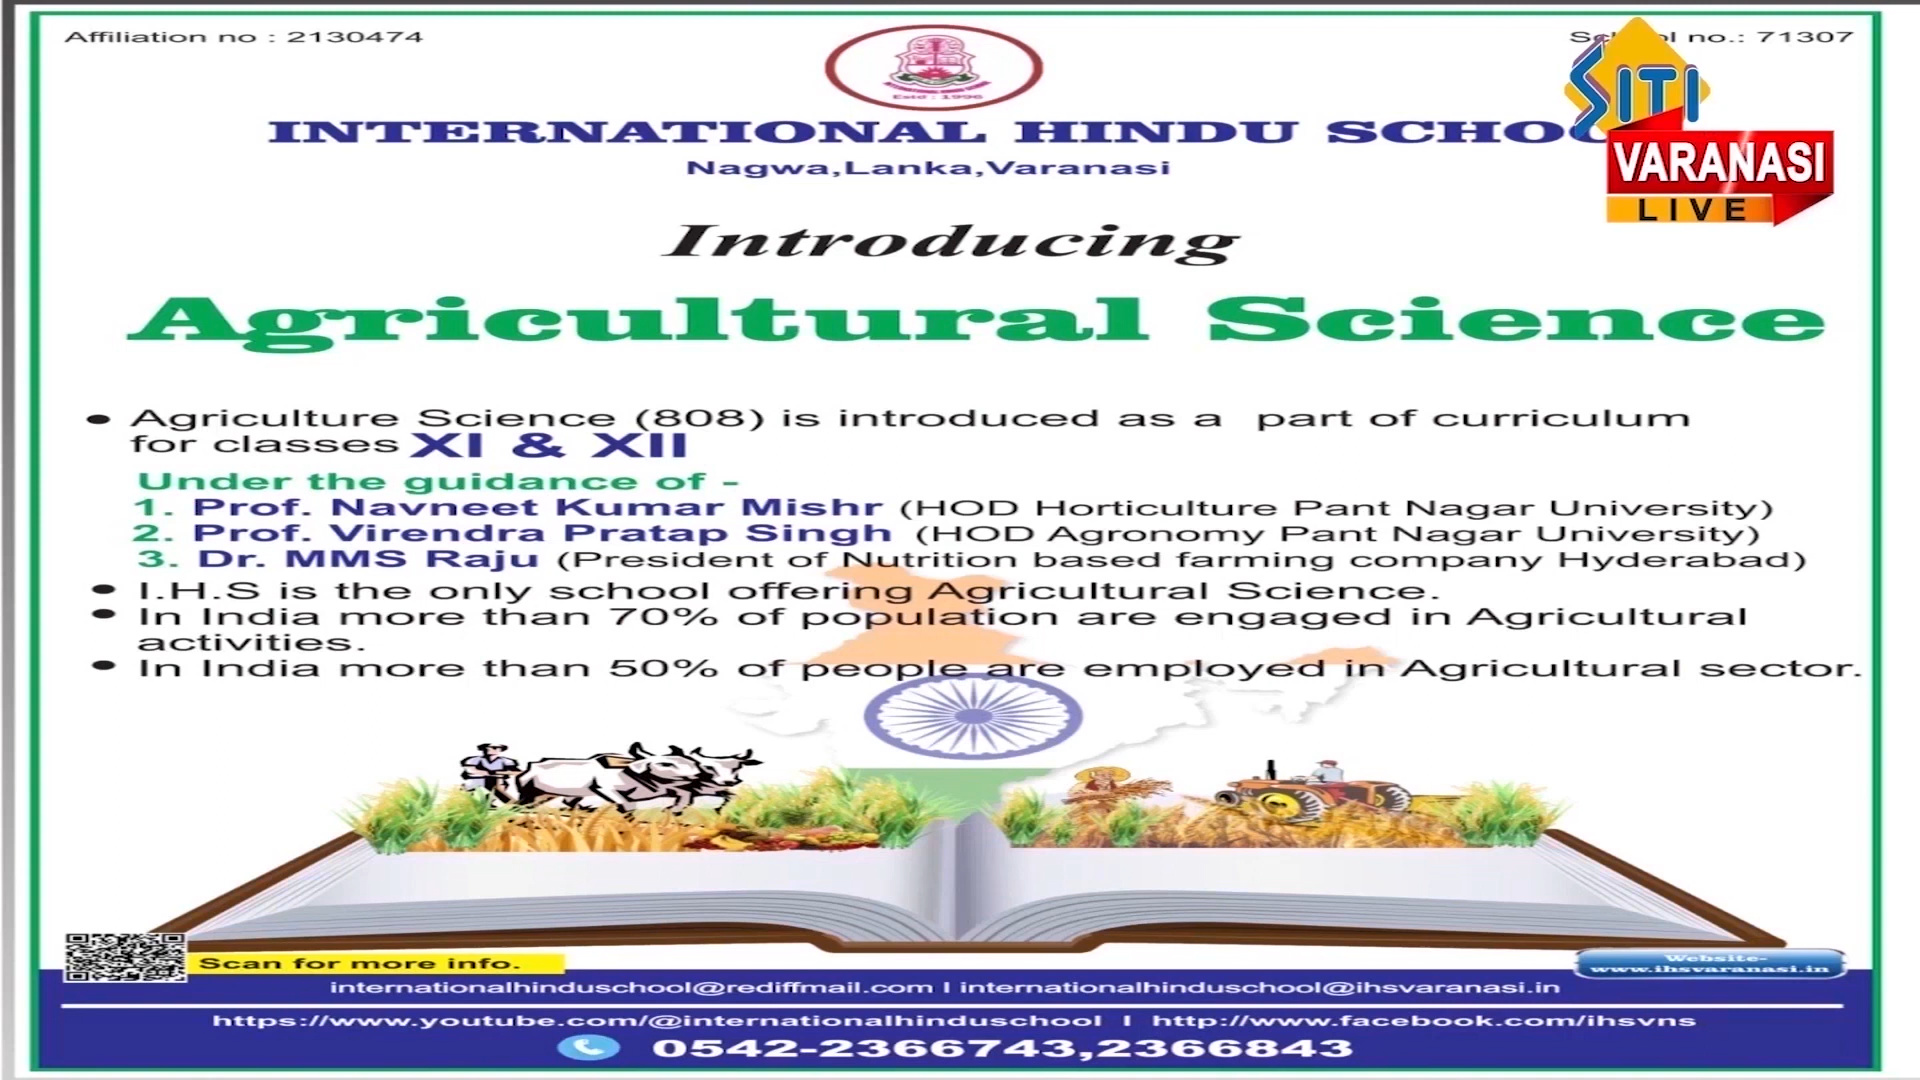 Affiliation no : 2130474
School no.: 71307
Estd : 1996
INTERNATIONAL HINDU SCHOO
Nagwa,Lanka,Varanasi
SITI
VARANASI
LIVE
Introducing
Agricultural Science
• Agriculture Science (808) is introduced as a part of curriculum
for classes XI & XII
Under the guidance of -
1. Prof. Navneet Kumar Mishr (HOD Horticulture Pant Nagar University)
2. Prof. Virendra Pratap Singh (HOD Agronomy Pant Nagar University)
3. Dr. MMS Raju (President of Nutrition based farming company Hyderabad)
• I.H.S is the only school offering Agricultural Science.
• In India more than 70% of population are engaged in Agricultural
activities.
• In India more than 50% of people are employed in Agricultural sector.
Scan for more info.
Website-
www.ihsvaranasi.in
internationalhinduschool@rediffmail.com I internationalhinduschool@ihsvaranasi.in
https://www.youtube.com/@internationalhinduschool I http://www.facebook.com/ihsvns
0542-2366743,2366843